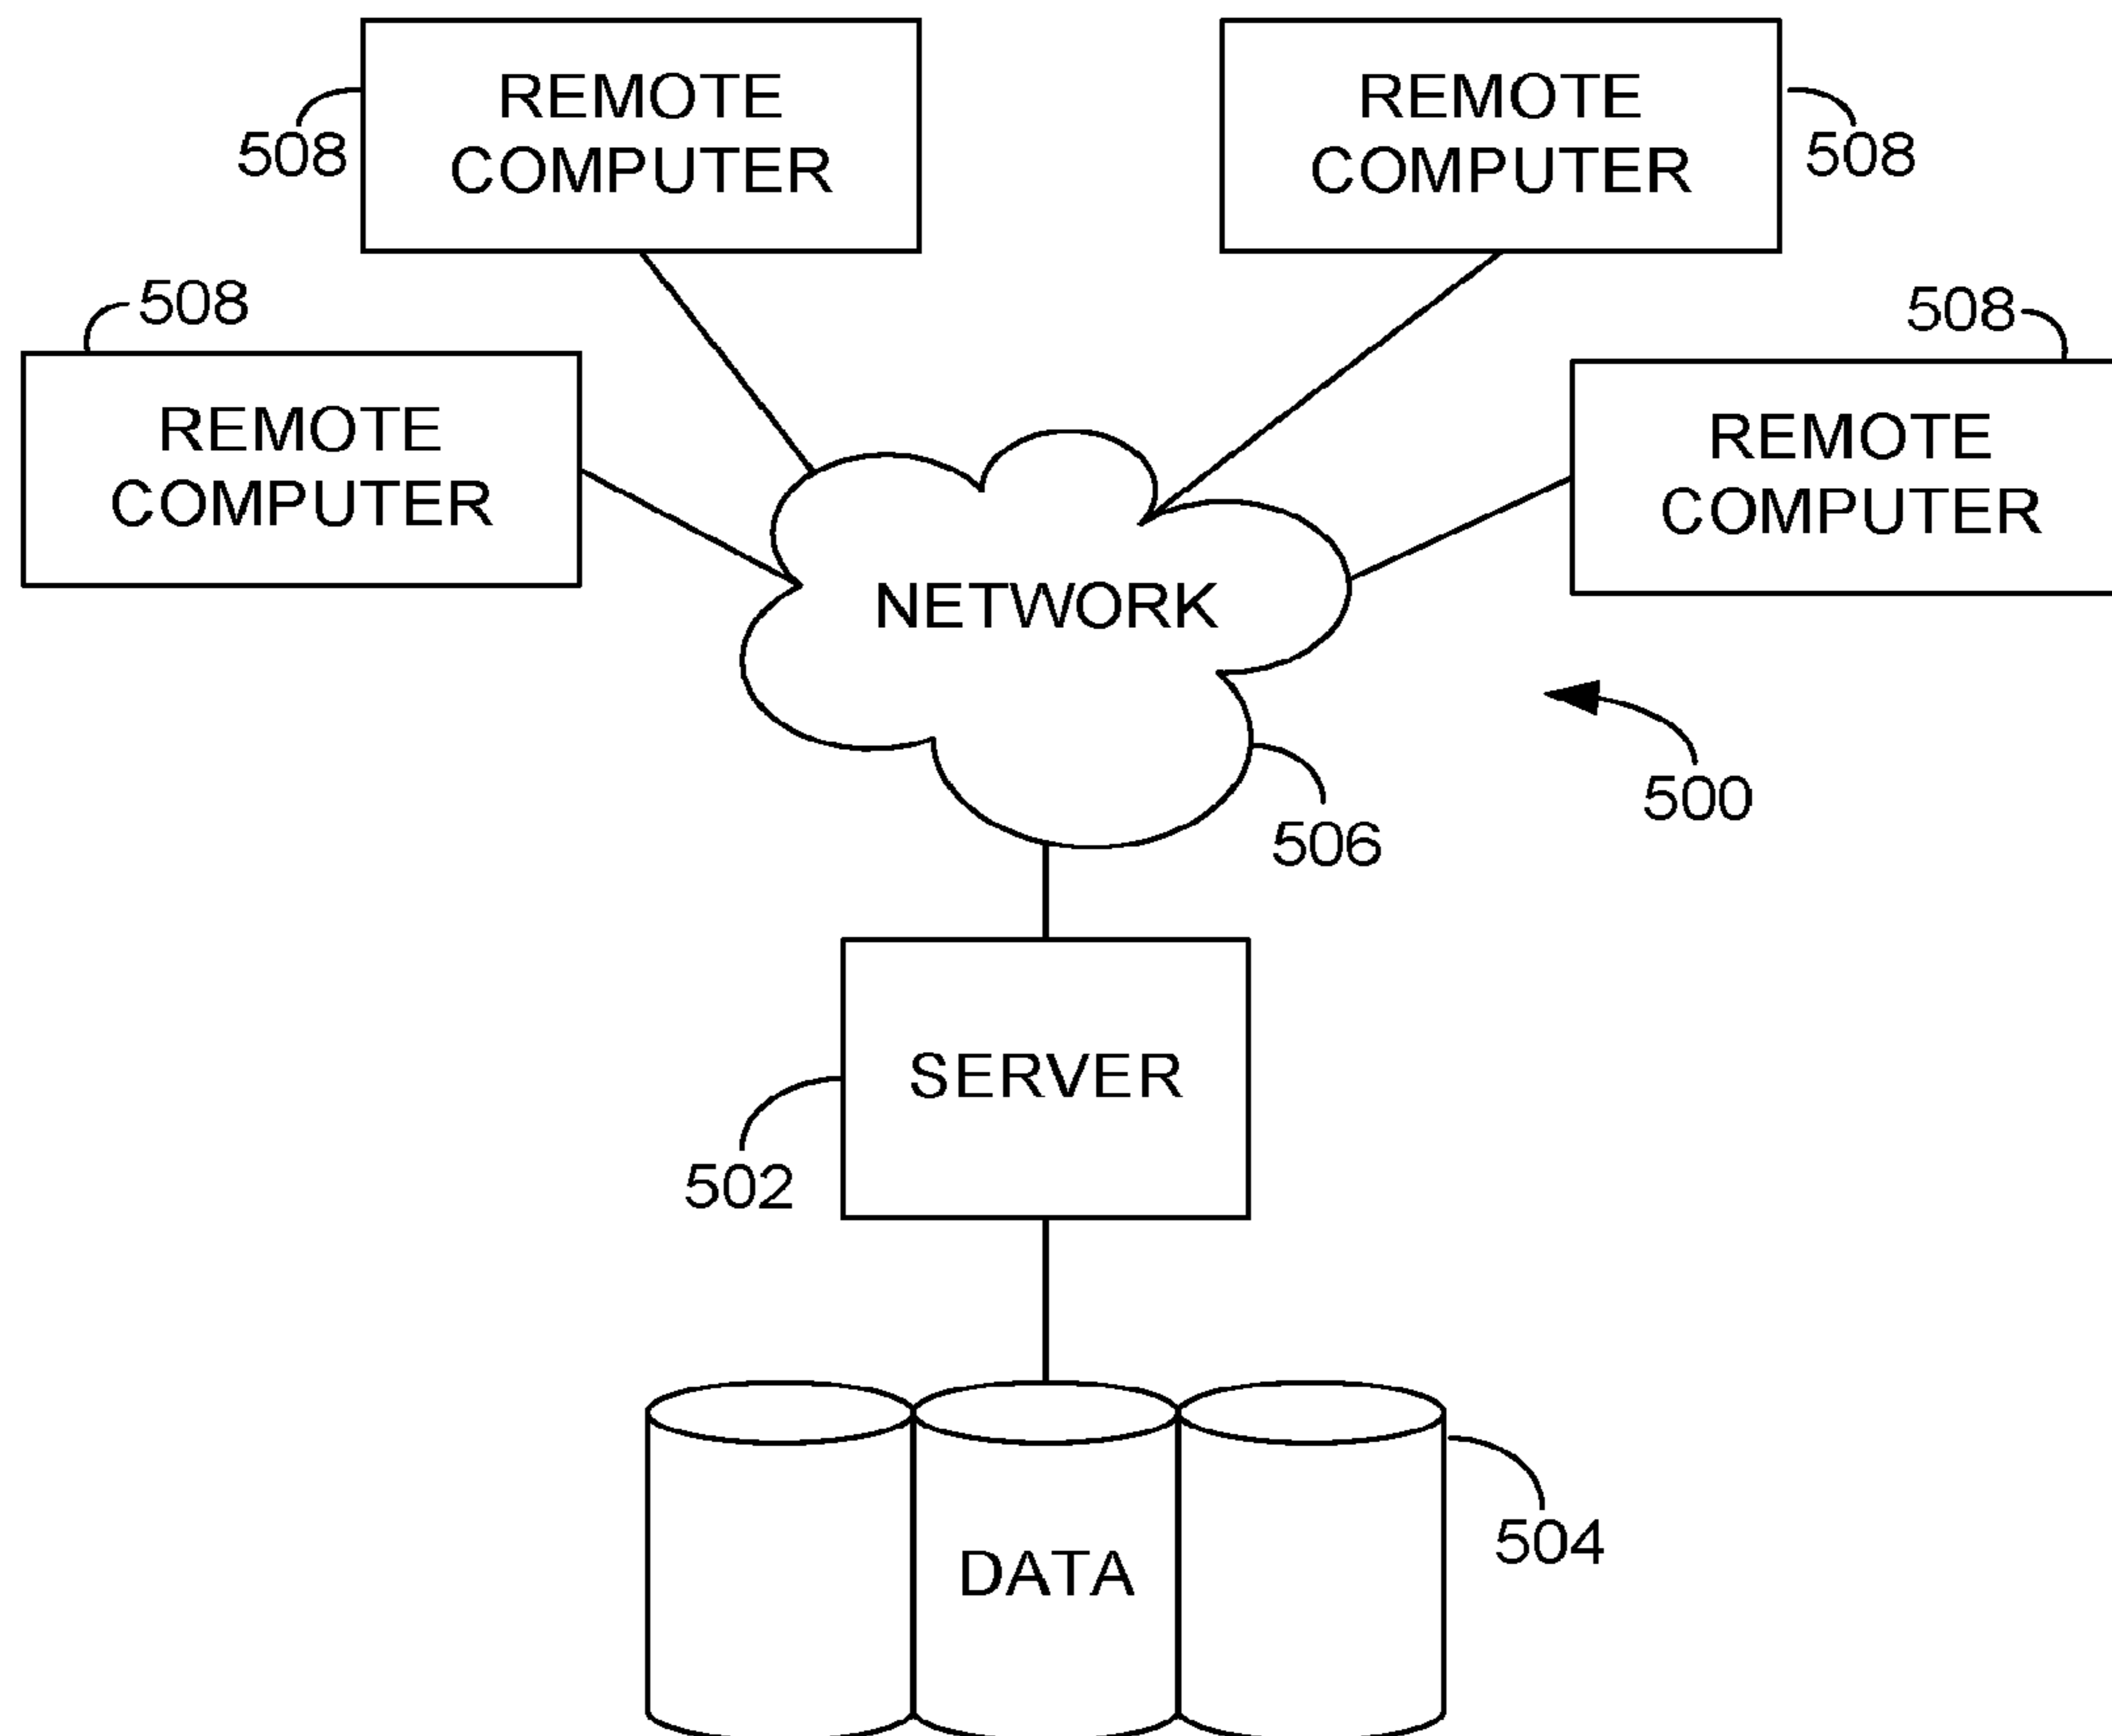 REMOTE
COMPUTER
508
REMOTE
COMPUTER
508
508
REMOTE
COMPUTER
508
REMOTE
COMPUTER
NETWORK
500
506
SERVER
502
DATA
504